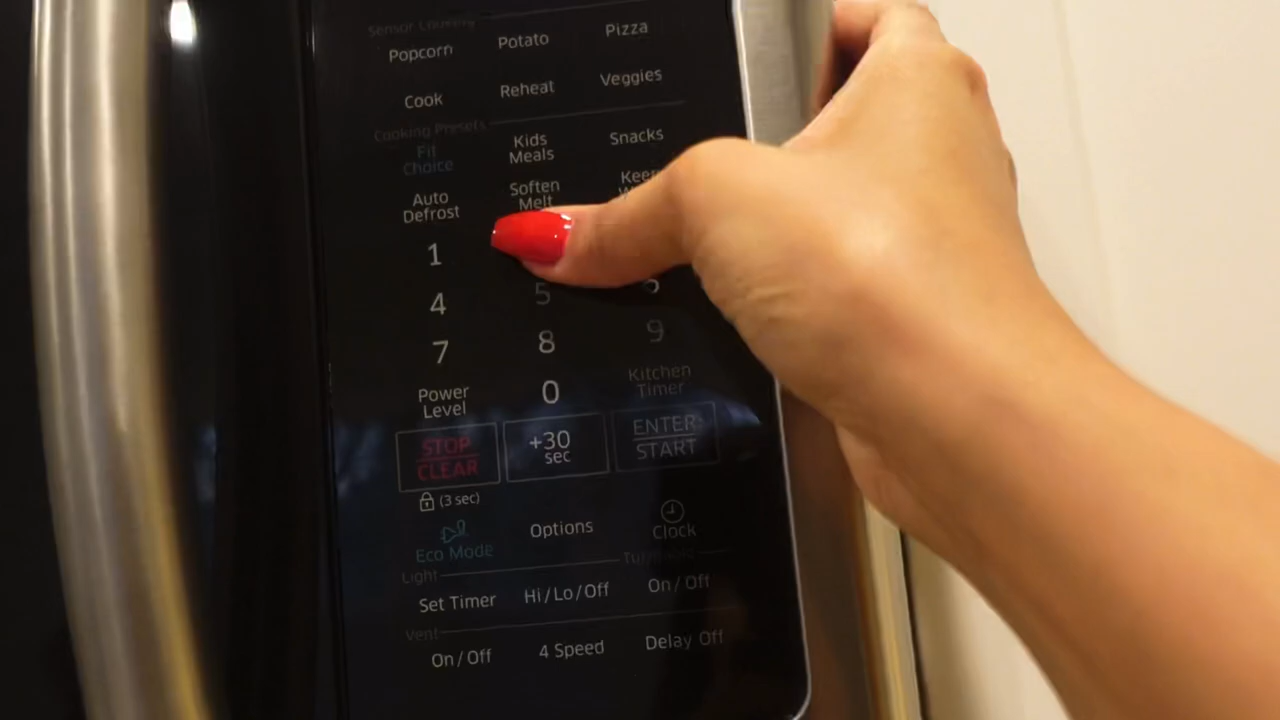 Sensor Cooking
Popcorn Potato Pizza
Cook Reheat Veggies
Cooking Presets
Fit Choice Kids Meals Snacks
Auto Defrost Soften Melt Keep
1
4 5
7 8 9
Power Level 0 Kitchen Timer
STOP CLEAR +30 sec ENTER START
(3 sec)
Eco Mode Options Clock
Light Turntable
Set Timer Hi/Lo/Off On/Off
Vent
On/Off 4 Speed Delay Off